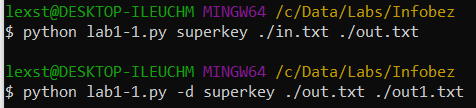 lexst@DESKTOP-ILEUCHM MINGW64 /c/Data/Labs/Infobez
$ python lab1-1.py superkey ./in.txt ./out.txt
lexst@DESKTOP-ILEUCHM MINGW64 /c/Data/Labs/Infobez
$ python lab1-1.py -d superkey ./out.txt ./out1.txt